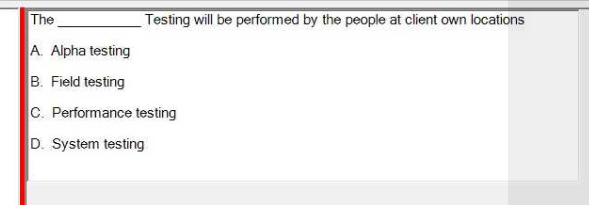 The ___________ Testing will be performed by the people at client own locations
A. Alpha testing
B. Field testing
C. Performance testing
D. System testing